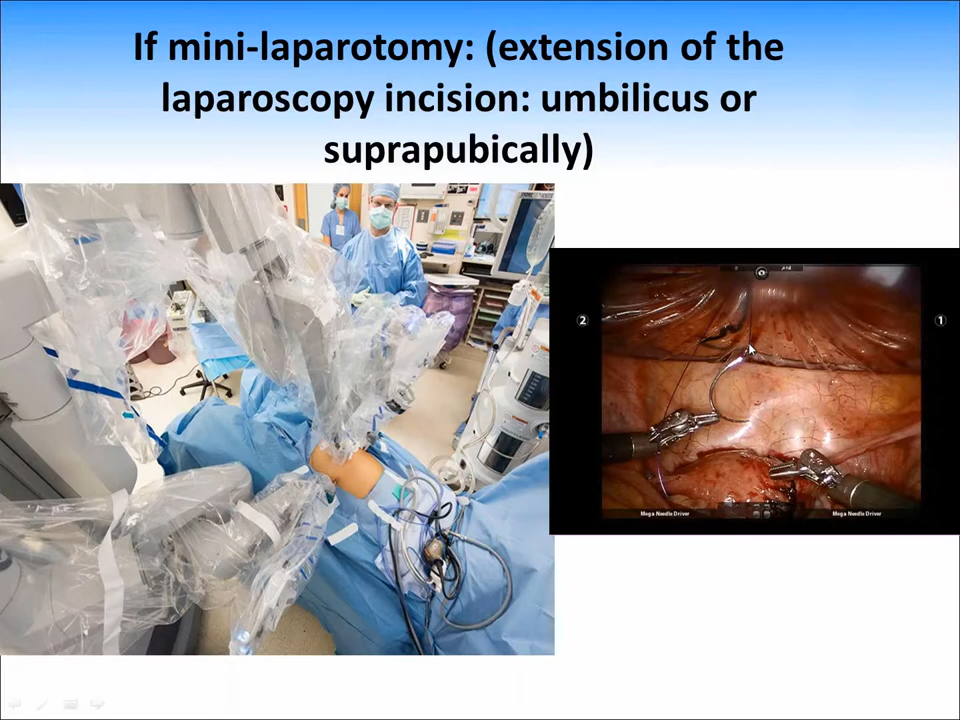 If mini-laparotomy: (extension of the
laparoscopy incision: umbilicus or
suprapubically)
2
1
Mega Needle Driver
Mega Needle Driver